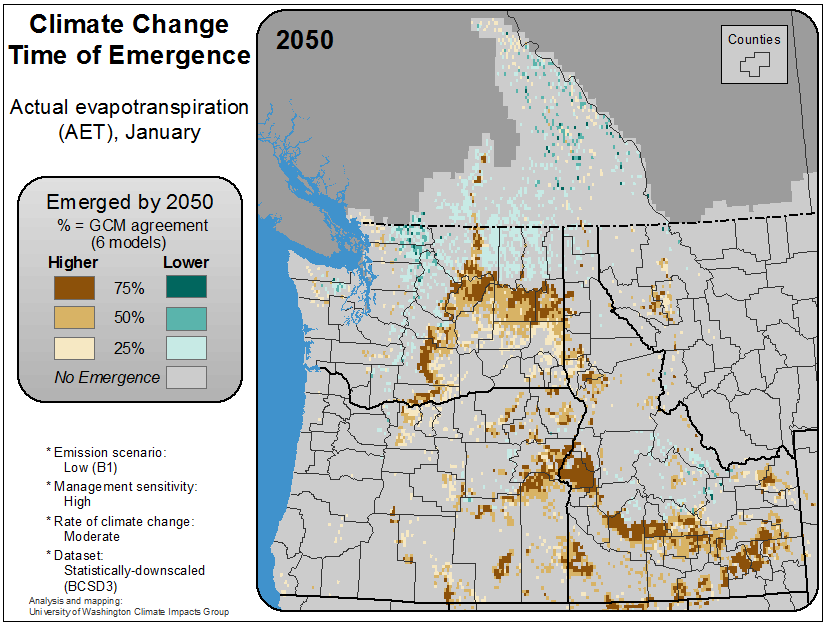 Climate Change
Time of Emergence
Actual evapotranspiration
(AET), January
Emerged by 2050
% = GCM agreement
(6 models)
Higher Lower
75%
50%
25%
No Emergence
* Emission scenario:
Low (B1)
* Management sensitivity:
High
* Rate of climate change:
Moderate
* Dataset:
Statistically-downscaled
(BCSD3)
Analysis and mapping:
University of Washington Climate Impacts Group
2050
Counties